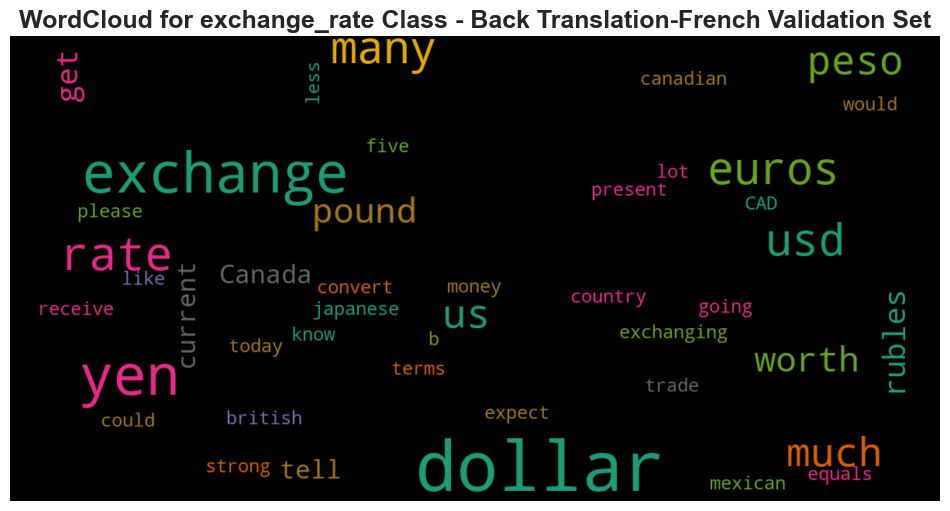 WordCloud for exchange_rate Class - Back Translation-French Validation Set
get
less
many
canadian
peso
would
five
exchange
lot
present
euros
CAD
please
pound
usd
rate
like
current
Canada
convert
money
country
going
receive
japanese
us
rubles
know
b
exchanging
today
worth
terms
yen
trade
could
british
expect
strong
tell
dollar
much
equals
mexican